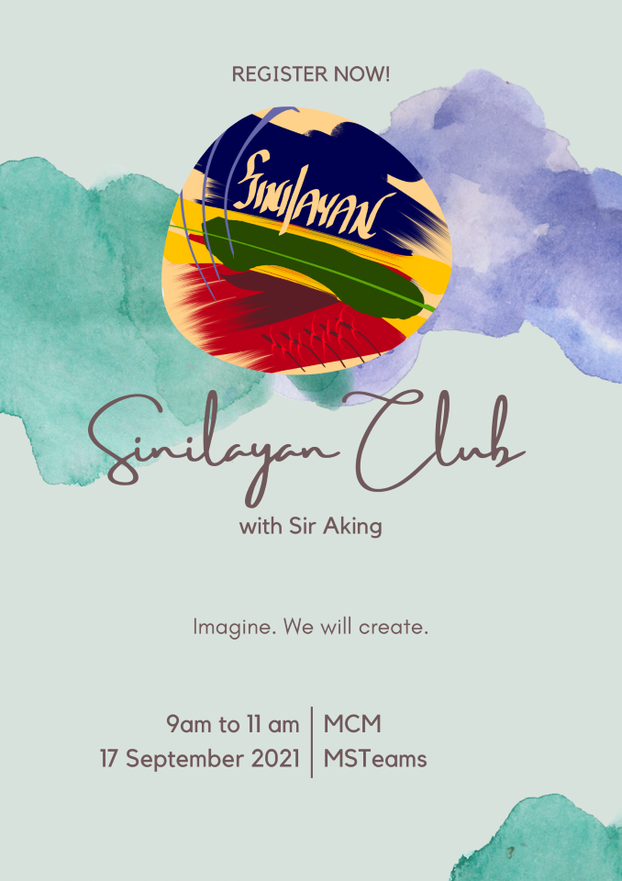 REGISTER NOW!
SINILAYAN
Sinilayan Club
with Sir Aking
Imagine. We will create.
9am to 11 am
17 September 2021
MCM
MSTeams